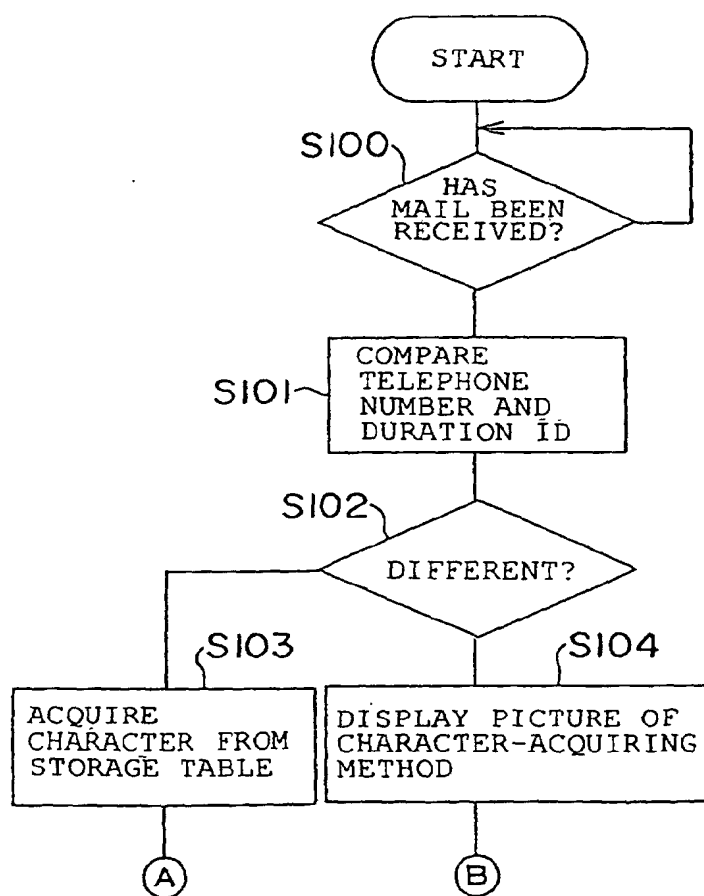 START
S100
HAS
MAIL BEEN
RECEIVED?
S101
COMPARE
TELEPHONE
NUMBER AND
DURATION ID
S102
DIFFERENT?
S103
ACQUIRE
CHARACTER FROM
STORAGE TABLE
S104
DISPLAY PICTURE OF
CHARACTER-ACQUIRING
METHOD
A
B